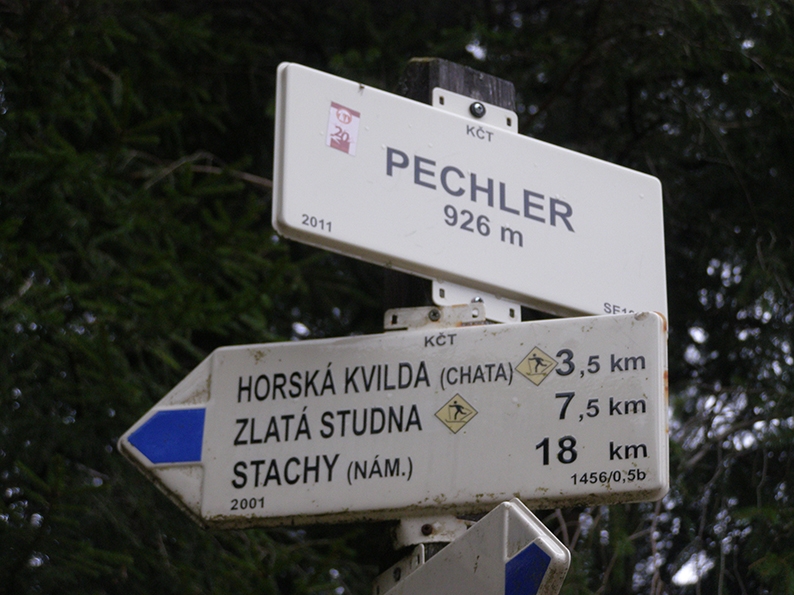 KČT
20
PECHLER
926 m
2011
KČT
HORSKÁ KVILDA (CHATA) 3,5 km
ZLATÁ STUDNA 7,5 km
STACHY (NÁM.) 18 km
2001 1456/0,5b